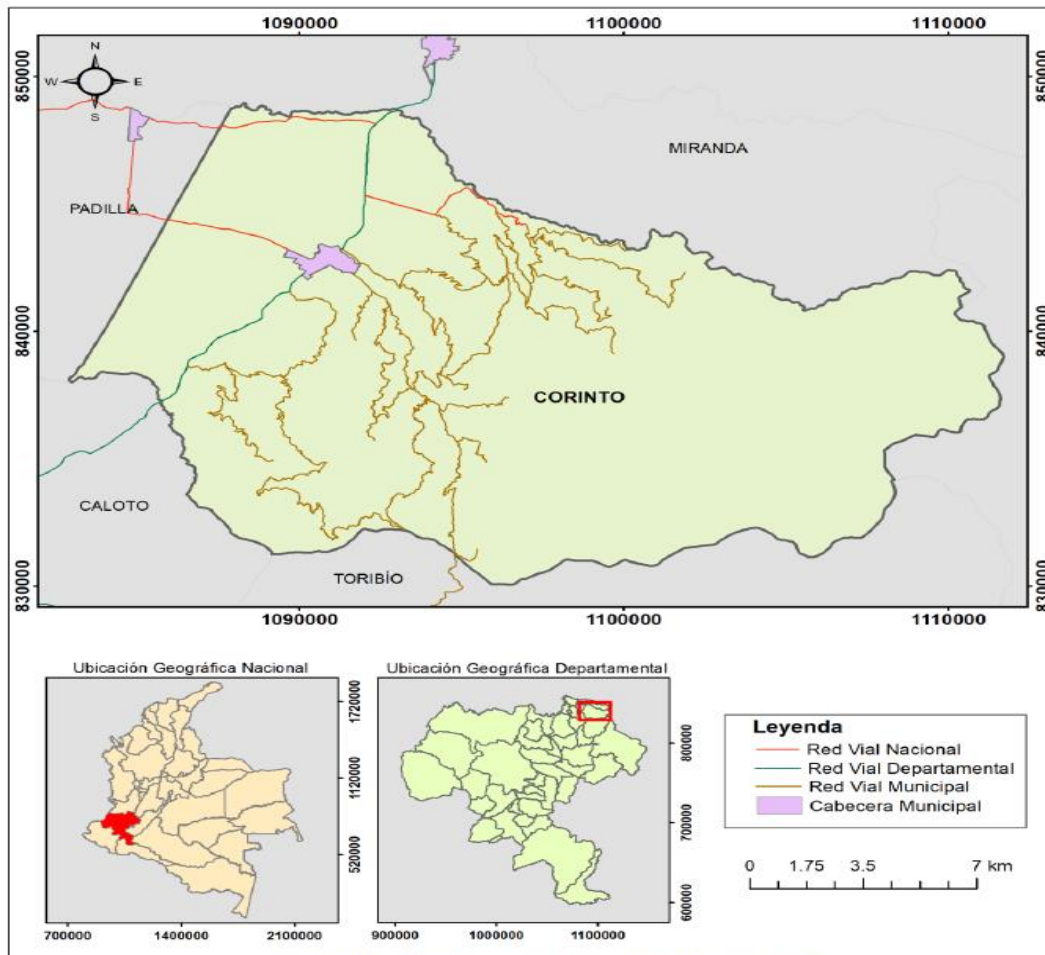 1090000 1100000 1110000
N
W E
S
850000 850000
MIRANDA
PADILLA
840000 840000
CORINTO
CALOTO
TORIBÍO
830000 830000
1090000 1100000 1110000
Ubicación Geográfica Nacional
1720000
1120000
520000
700000 1400000 2100000
Ubicación Geográfica Departamental
800000
700000
600000
900000 1000000 1100000
Leyenda
Red Vial Nacional
Red Vial Departamental
Red Vial Municipal
Cabecera Municipal
0 1.75 3.5 7 km